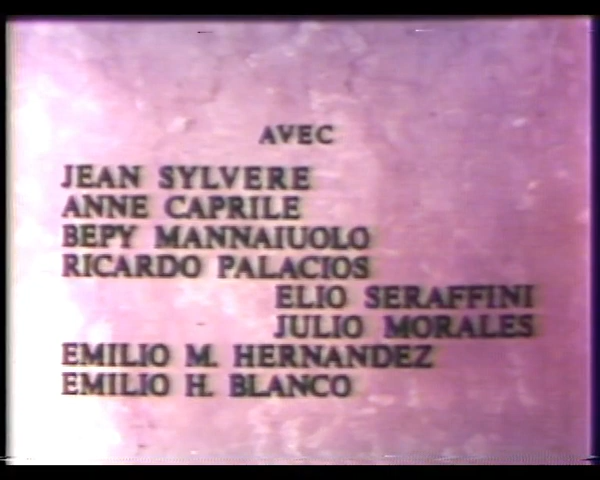 AVEC
JEAN SYLVERE
ANNE CAPRILE
BEPY MANNAIUOLO
RICARDO PALACIOS
ELIO SERAFFINI
JULIO MORALES
EMILIO M. HERNANDEZ
EMILIO H. BLANCO